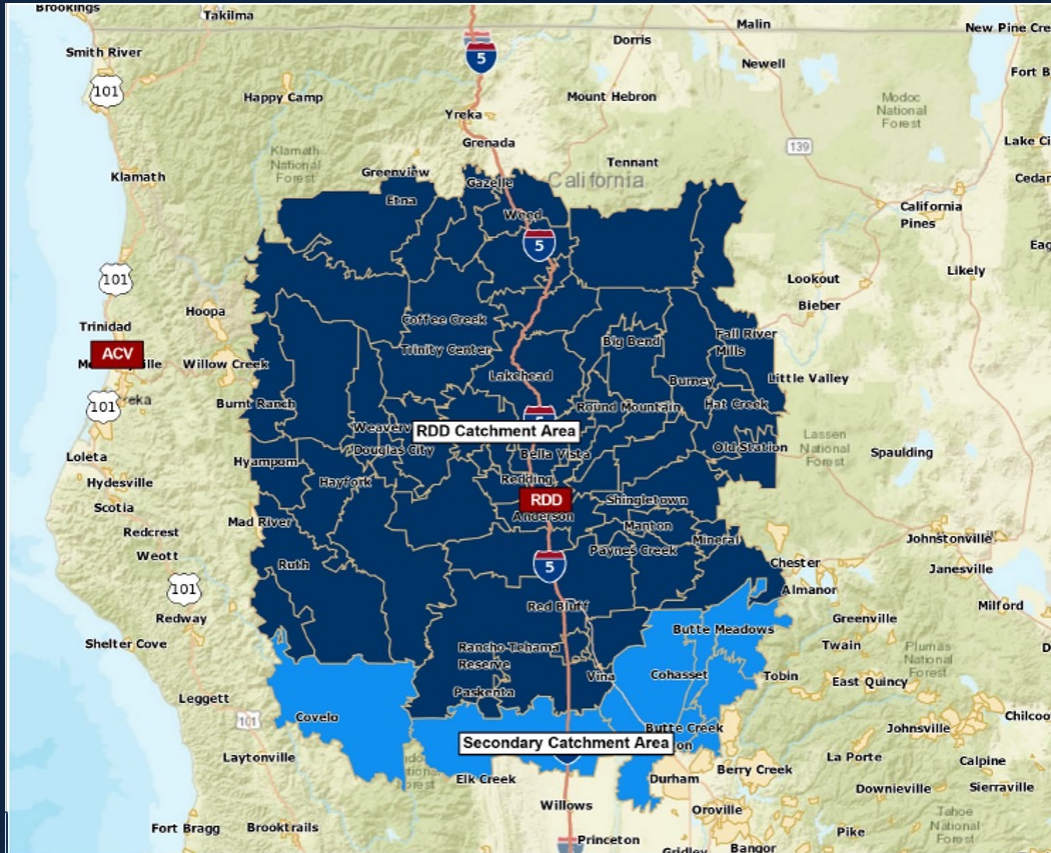 Brookings
Takilma
Malin
New Pine Cre
Smith River
Dorris
5
Newell
Fort B
101
Happy Camp
Mount Hebron
Modoc
National
Forest
Yreka
139
Lake Ci
Klamath
National
Forest
Grenada
Tennant
Klamath
Greenview
Gazelle
California
Cedar
Etna
Weed
California
Pines
5
Eag
101
Lookout
Likely
Bieber
Hoopa
Trinidad
Coffee Creek
Fall River
Mills
Big Bend
ACV
Trinity Center
Willow Creek
Lakehead
Burney
Little Valley
101
Burnt Ranch
Round Mountain
Hat Creek
RDD Catchment Area
Lassen
National
Forest
Loleta
Douglas City
Bella Vista
Old Station
Spaulding
Hyampom
Hydesville
Hayfork
Redding
Scotia
RDD
Shingletown
Anderson
Mad River
Manton
Redcrest
Mineral
Johnstonville
Weott
Paynes Creek
Ruth
5
Chester
Janesville
101
Almanor
Red Bluff
Milford
Redway
Greenville
Butte Meadows
Shelter Cove
Twain
Plumas
National
Forest
Rancho Tehama
Reserve
Vina
Cohasset
Tobin
East Quincy
Leggett
Paskenta
101
Covelo
Butte Creek
Chilcoo
Johnsville
Secondary Catchment Area
Laytonville
La Porte
Calpine
Elk Creek
Durham
Berry Creek
Downieville
Sierraville
Willows
Oroville
Tahoe
National
Forest
Fort Bragg
Brooktrails
Pike
Princeton
Gridley
Bangor